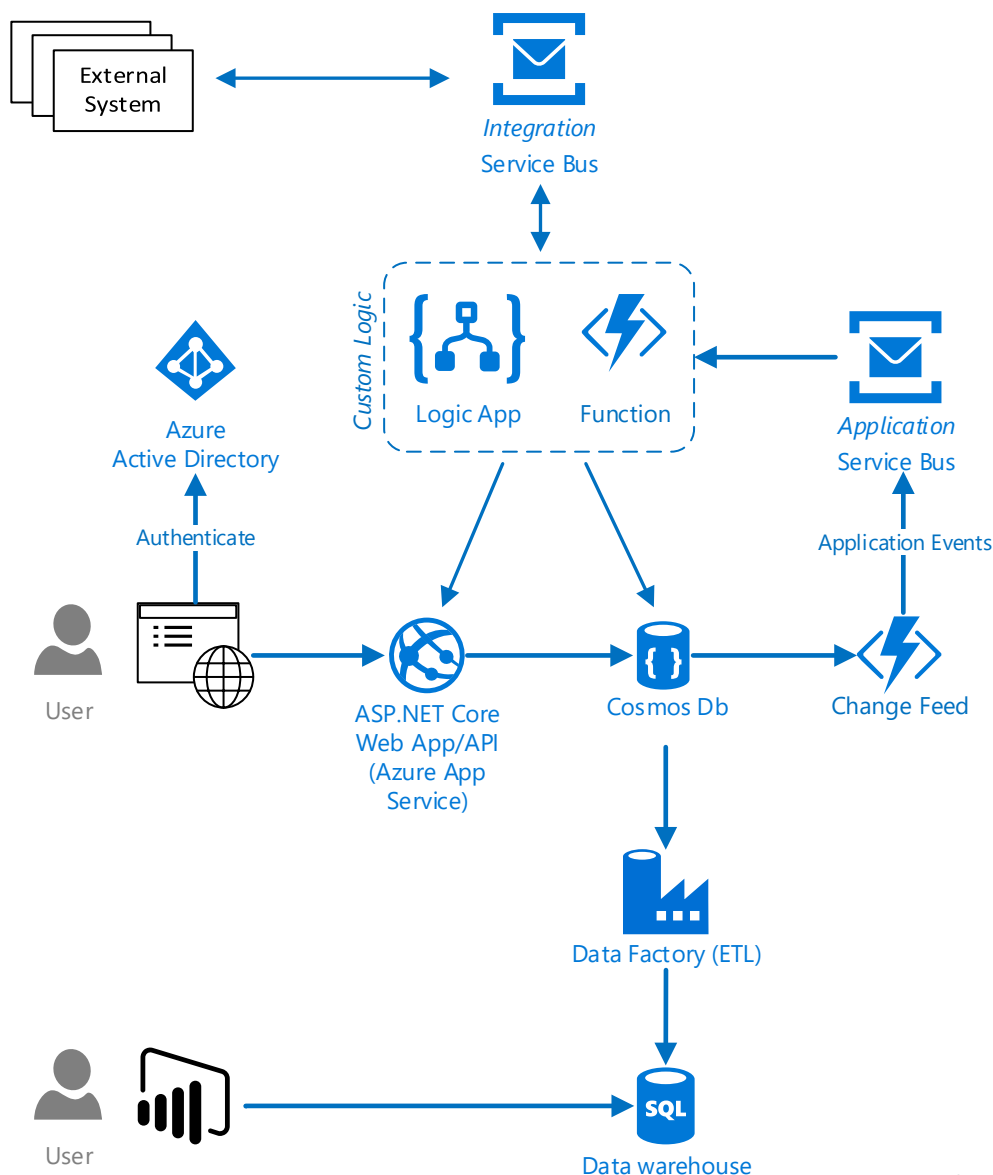 External
System
Integration
Service Bus
Custom Logic
Logic App
Function
Application
Service Bus
Azure
Active Directory
Authenticate
Application Events
User
ASP.NET Core
Web App/API
(Azure App
Service)
Cosmos Db
{ }
Change Feed
Data Factory (ETL)
User
SQL
Data warehouse